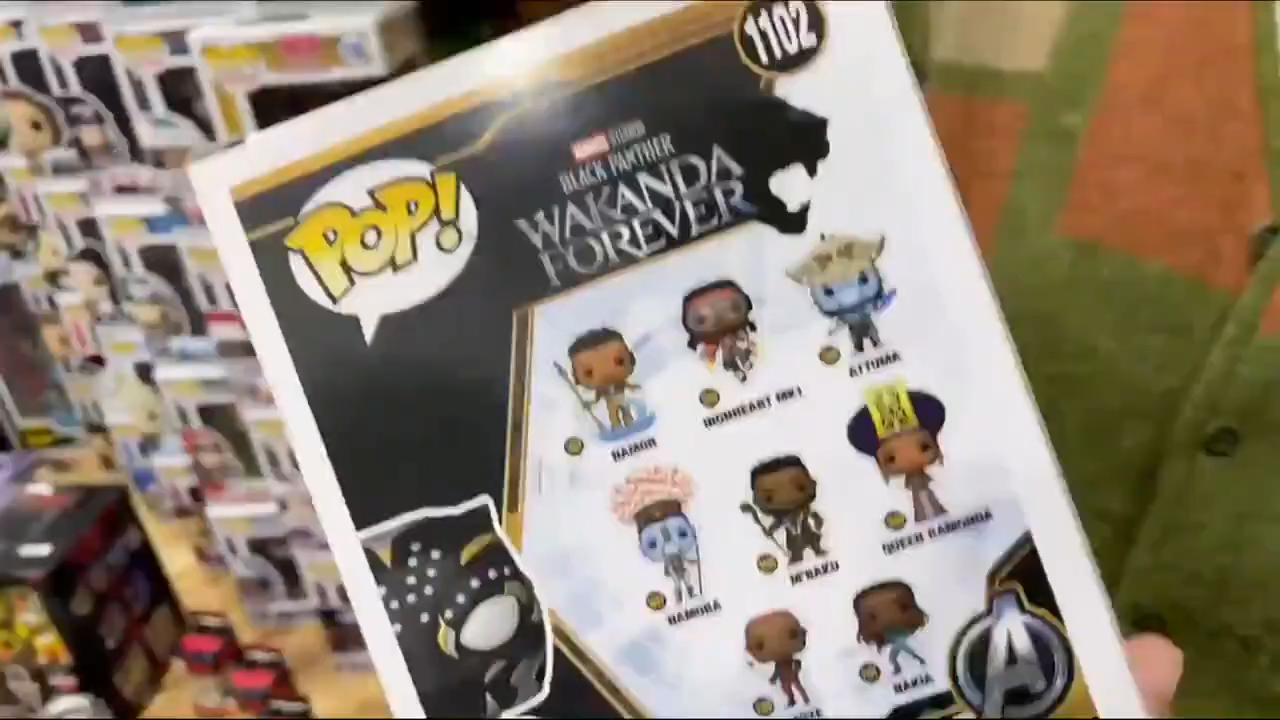 1102
MARVEL STUDIOS
BLACK PANTHER
WAKANDA
FOREVER
POP!
NAMOR
IRONHEART MK1
ATTUMA
NAMORA
M'BAKU
QUEEN RAMONDA
NAKIA
A